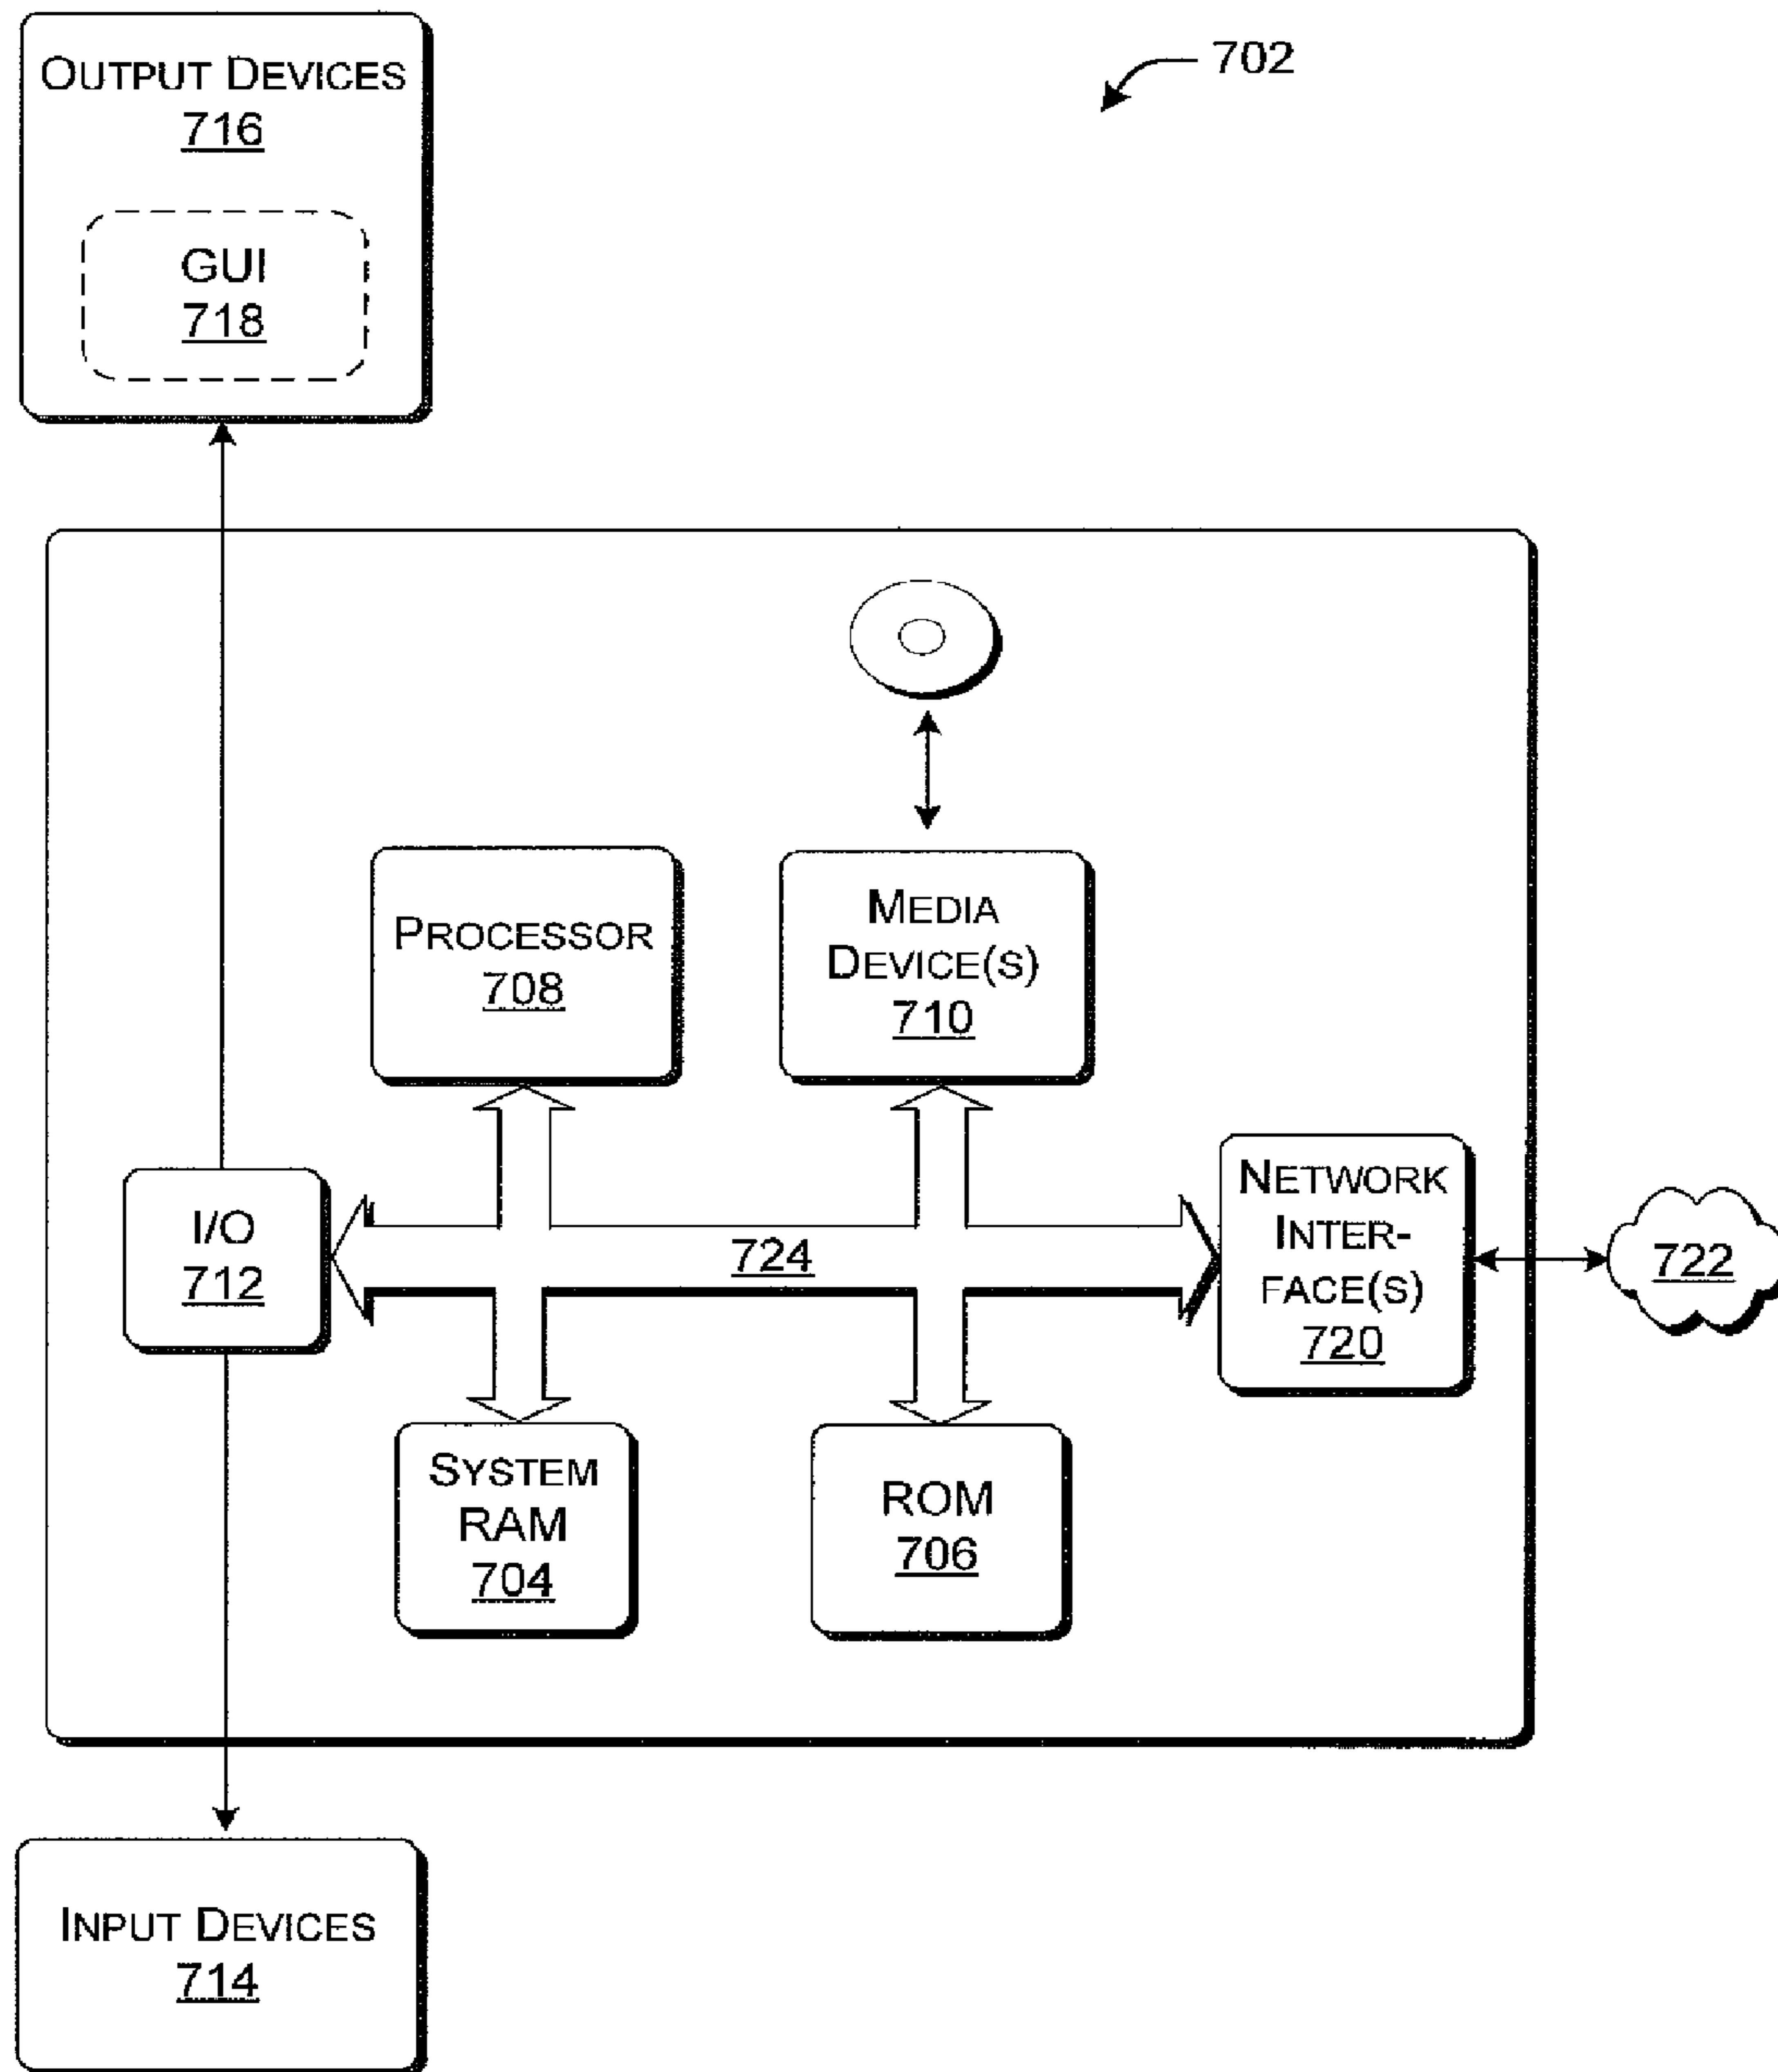 OUTPUT DEVICES
716
GUI
718
702
PROCESSOR
708
MEDIA
DEVICE(S)
710
I/O
712
724
NETWORK
INTER-
FACE(S)
720
722
SYSTEM
RAM
704
ROM
706
INPUT DEVICES
714